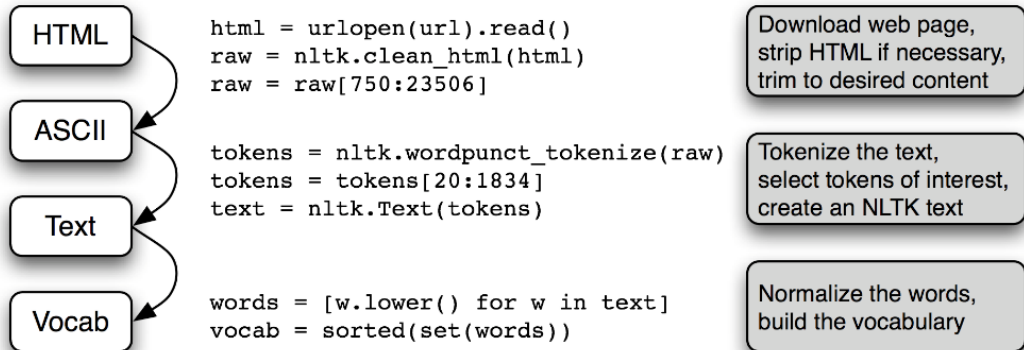 HTML
html = urlopen(url).read()
raw = nltk.clean_html(html)
raw = raw[750:23506]
Download web page,
strip HTML if necessary,
trim to desired content
ASCII
tokens = nltk.wordpunct_tokenize(raw)
tokens = tokens[20:1834]
text = nltk.Text(tokens)
Tokenize the text,
select tokens of interest,
create an NLTK text
Text
words = [w.lower() for w in text]
vocab = sorted(set(words))
Normalize the words,
build the vocabulary
Vocab